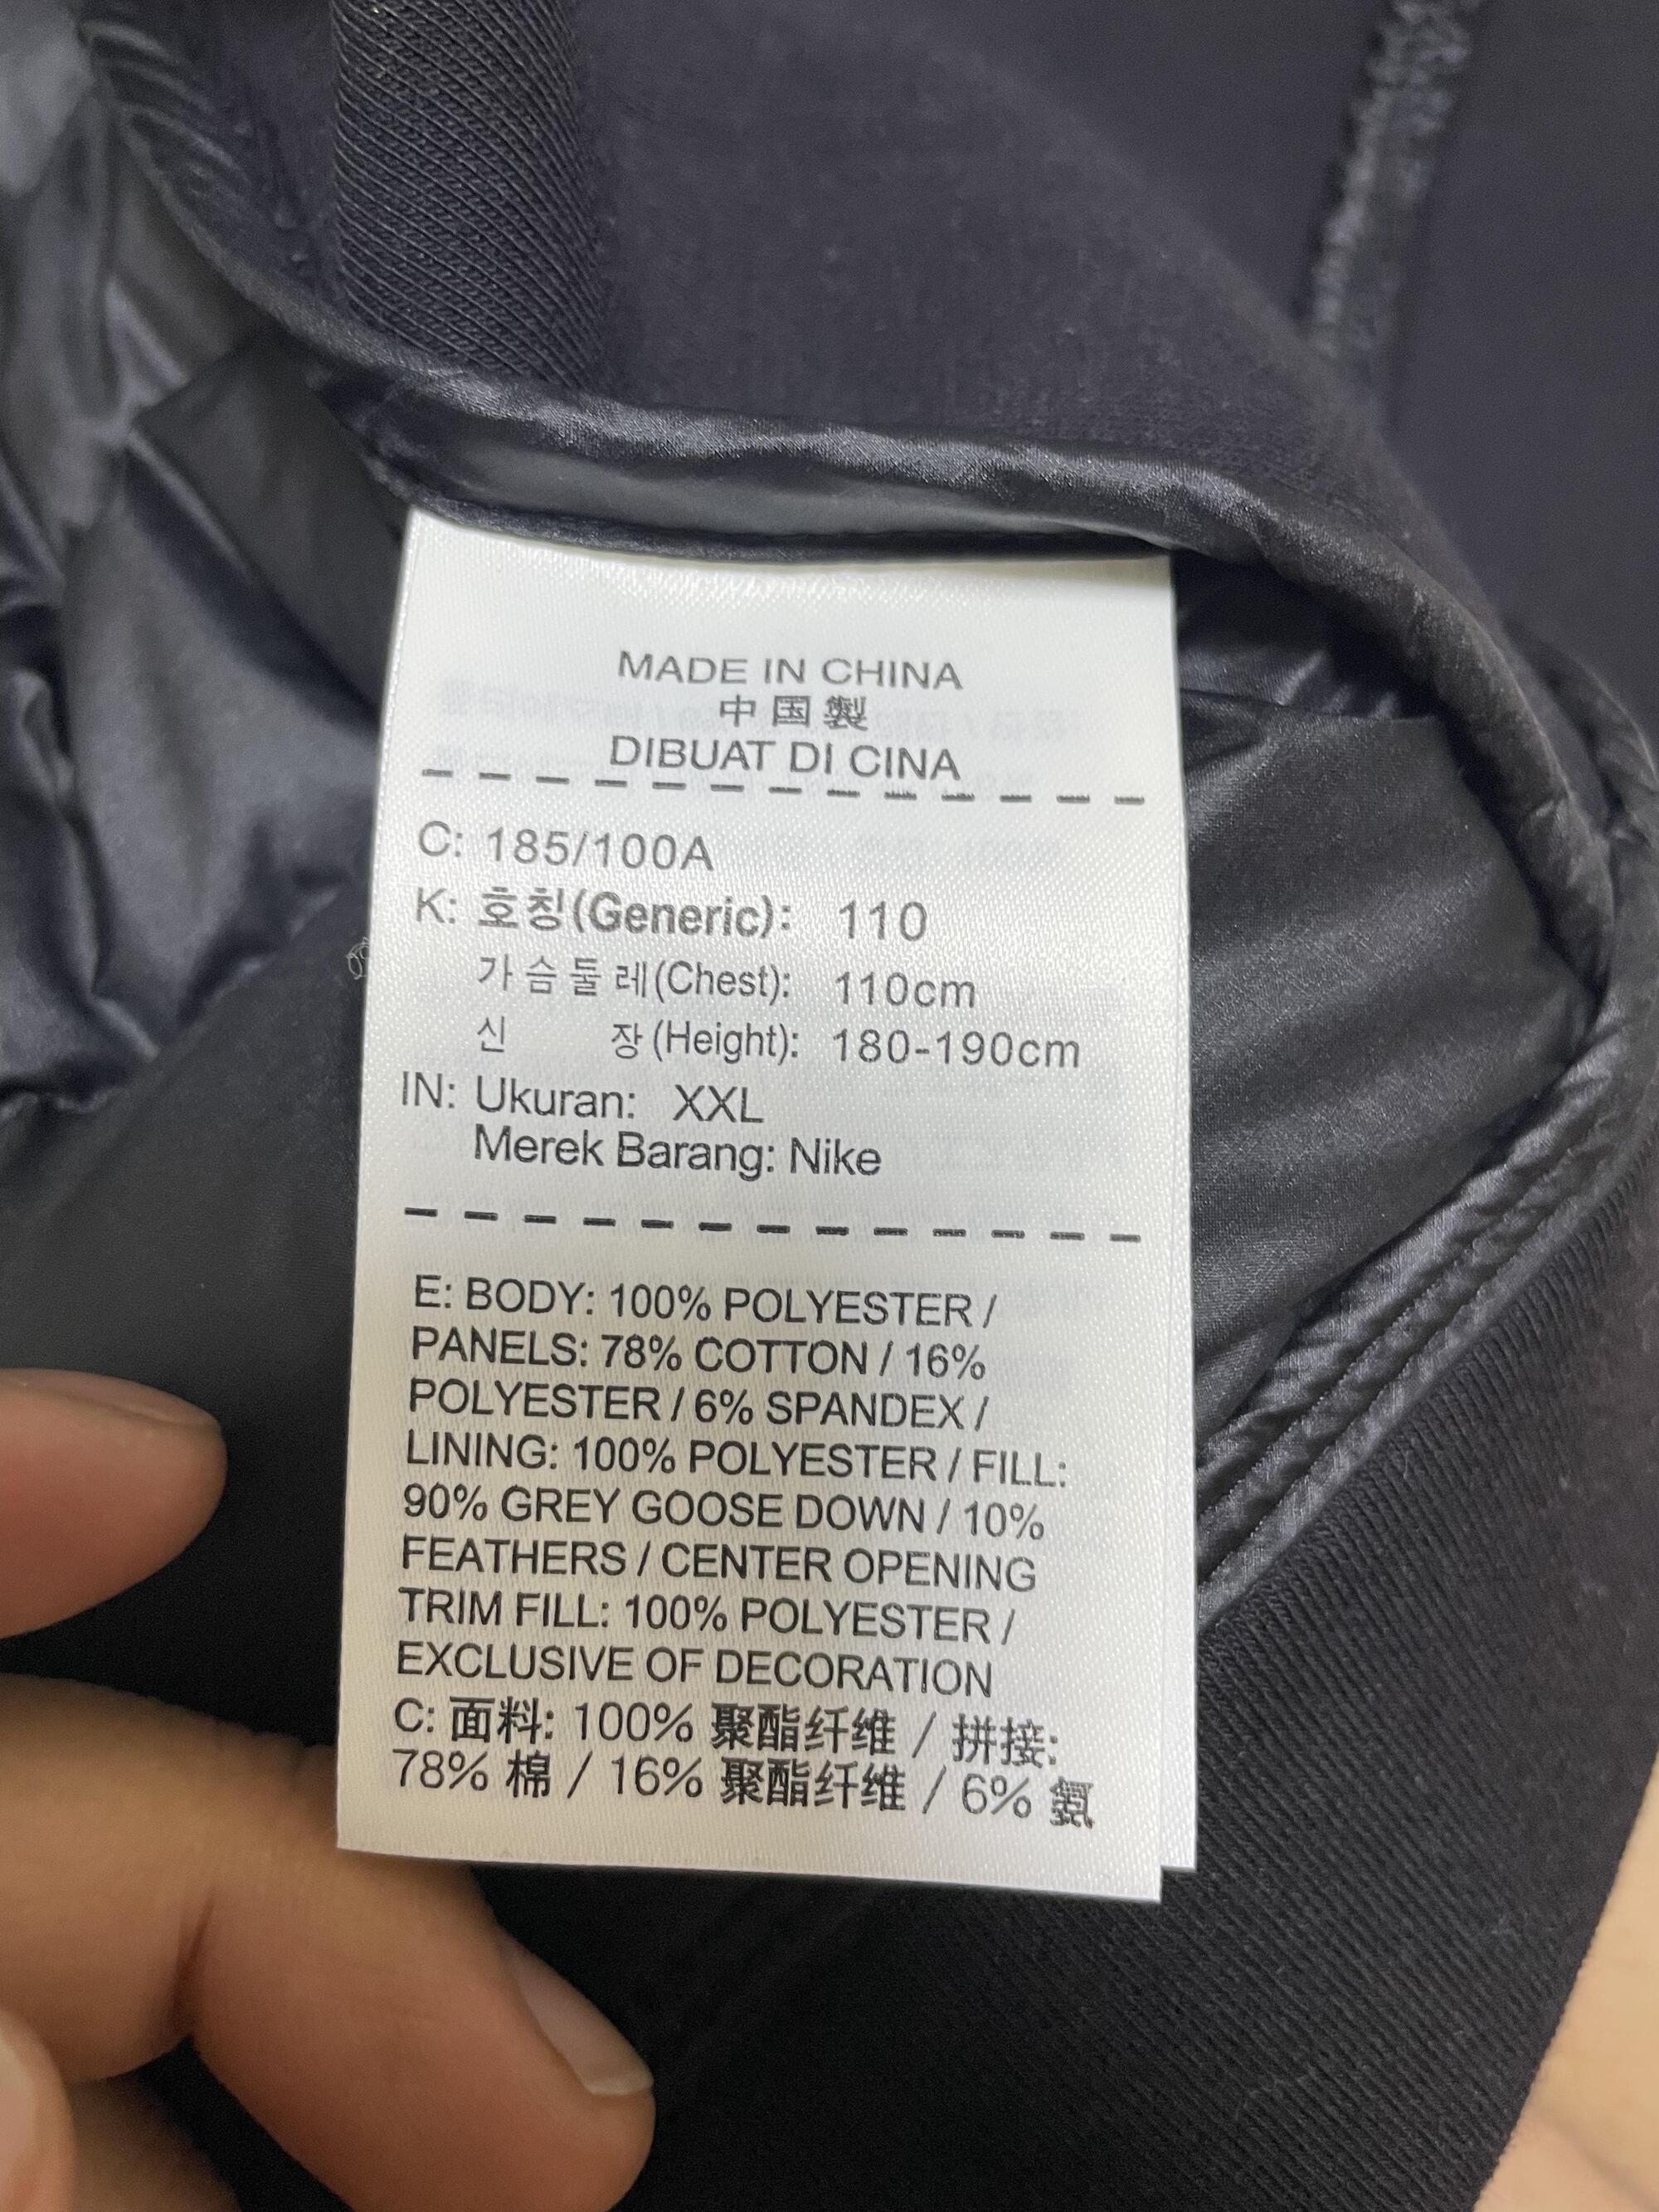 MADE IN CHINA
中国製
DIBUAT DI CINA
C: 185/100A
K: 호칭(Generic): 110
가슴둘레(Chest): 110cm
신 장(Height): 180-190cm
IN: Ukuran: XXL
Merek Barang: Nike
E: BODY: 100% POLYESTER /
PANELS: 78% COTTON / 16%
POLYESTER / 6% SPANDEX /
LINING: 100% POLYESTER / FILL:
90% GREY GOOSE DOWN / 10%
FEATHERS / CENTER OPENING
TRIM FILL: 100% POLYESTER /
EXCLUSIVE OF DECORATION
C: 面料: 100% 聚酯纤维 / 拼接:
78% 棉 / 16% 聚酯纤维 / 6% 氨